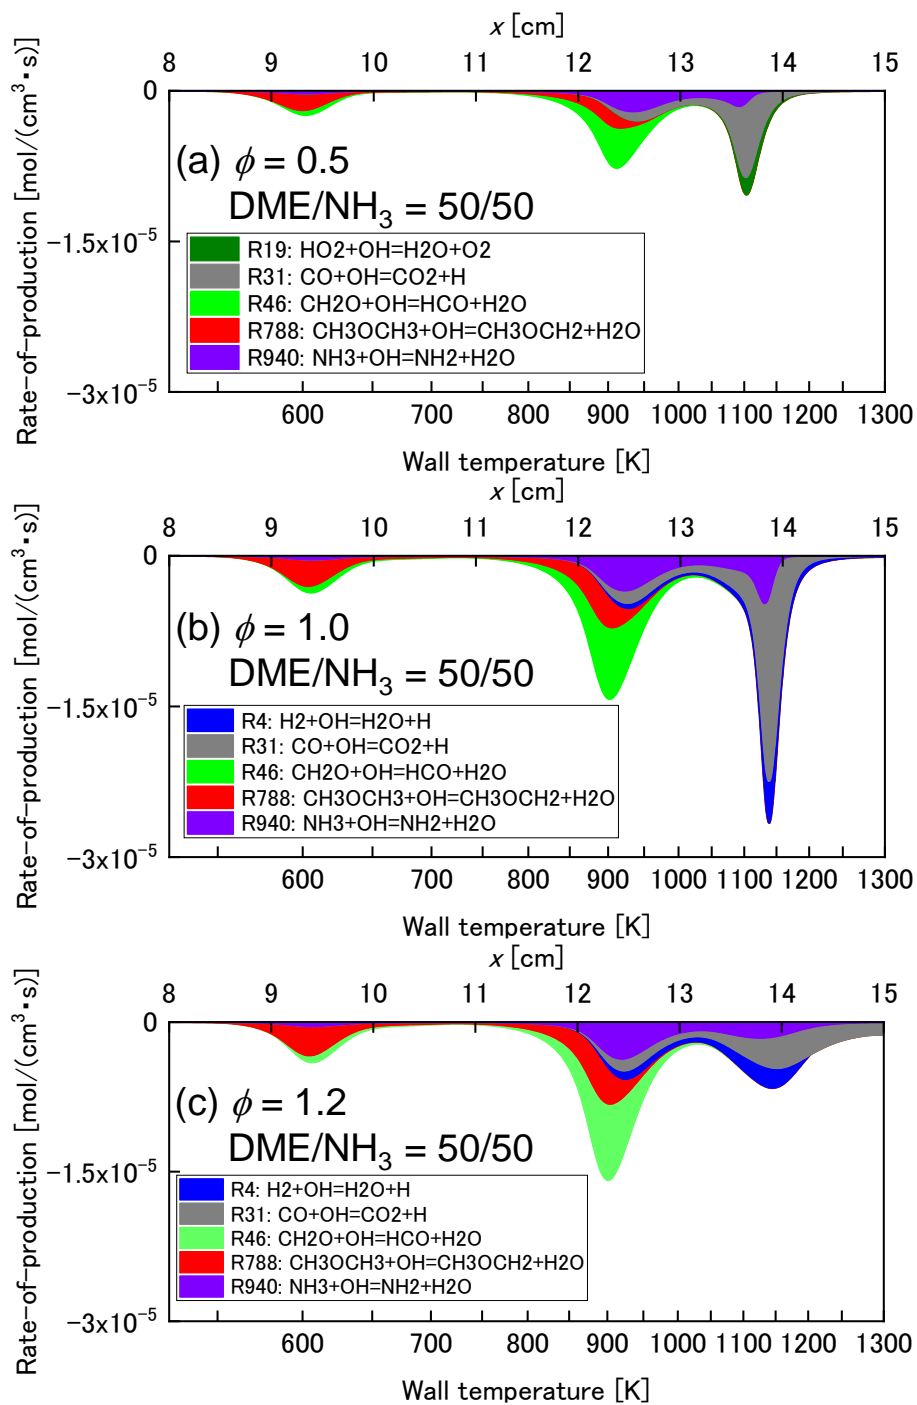 x [cm]
8 9 10 11 12 13 14 15
0
−1.5x10⁻⁵
−3x10⁻⁵
Rate-of-production [mol/(cm³・s)]
(a) ϕ = 0.5
DME/NH₃ = 50/50
R19: HO2+OH=H2O+O2
R31: CO+OH=CO2+H
R46: CH2O+OH=HCO+H2O
R788: CH3OCH3+OH=CH3OCH2+H2O
R940: NH3+OH=NH2+H2O
600 700 800 900 1000 1100 1200 1300
Wall temperature [K]
x [cm]
8 9 10 11 12 13 14 15
0
−1.5x10⁻⁵
−3x10⁻⁵
Rate-of-production [mol/(cm³・s)]
(b) ϕ = 1.0
DME/NH₃ = 50/50
R4: H2+OH=H2O+H
R31: CO+OH=CO2+H
R46: CH2O+OH=HCO+H2O
R788: CH3OCH3+OH=CH3OCH2+H2O
R940: NH3+OH=NH2+H2O
600 700 800 900 1000 1100 1200 1300
Wall temperature [K]
x [cm]
8 9 10 11 12 13 14 15
0
−1.5x10⁻⁵
−3x10⁻⁵
Rate-of-production [mol/(cm³・s)]
(c) ϕ = 1.2
DME/NH₃ = 50/50
R4: H2+OH=H2O+H
R31: CO+OH=CO2+H
R46: CH2O+OH=HCO+H2O
R788: CH3OCH3+OH=CH3OCH2+H2O
R940: NH3+OH=NH2+H2O
600 700 800 900 1000 1100 1200 1300
Wall temperature [K]